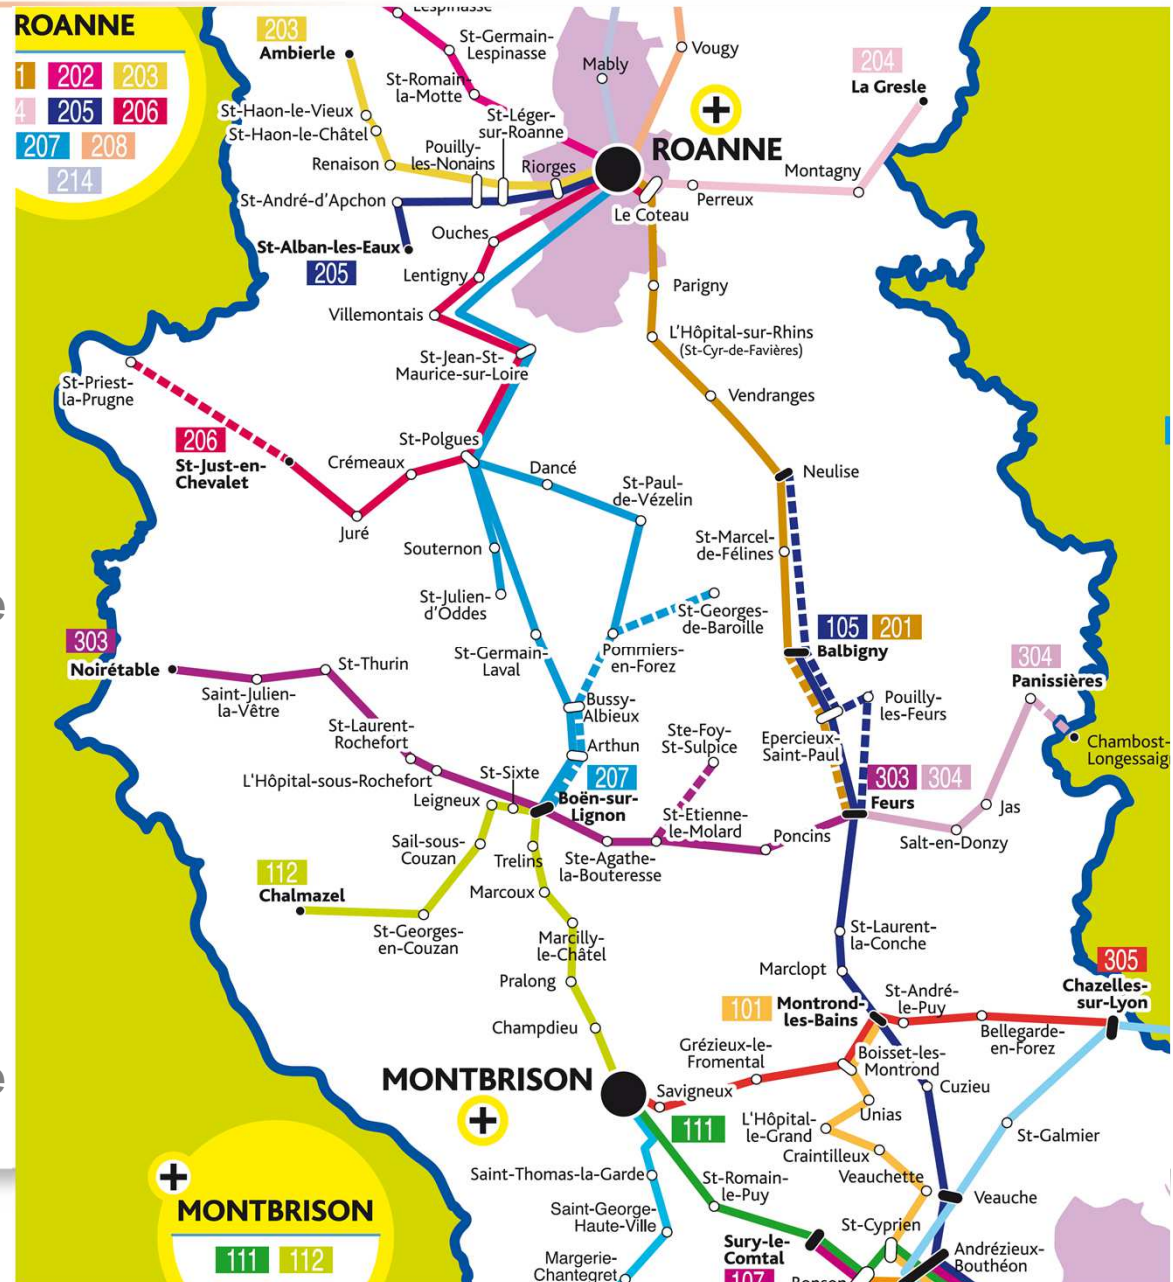 ROANNE
1 202 203
4 205 206
207 208
214
Lespinasse
203
Ambierle
St-Germain-
Lespinasse
Mably
Vougy
204
La Gresle
St-Romain-
la-Motte
St-Haon-le-Vieux
St-Haon-le-Châtel
St-Léger-
sur-Roanne
Pouilly-
les-Nonains
Riorges
Renaison
ROANNE
Montagny
Perreux
St-André-d'Apchon
Le Coteau
St-Alban-les-Eaux
205
Ouches
Lentigny
Villemontais
Parigny
L'Hôpital-sur-Rhins
(St-Cyr-de-Favières)
St-Jean-St-
Maurice-sur-Loire
St-Priest-
la-Prugne
Vendranges
206
St-Just-en-
Chevalet
St-Polgues
Crémeaux
Dancé
Neulise
St-Paul-
de-Vézelin
Juré
Souternon
St-Marcel-
de-Félines
St-Julien-
d'Oddes
St-Georges-
de-Baroille
303
Noirétable
St-Thurin
Saint-Julien-
la-Vêtre
St-Germain-
Laval
Pommiers-
en-Forez
105 201
Balbigny
304
Panissières
Bussy-
Albieux
Pouilly-
les-Feurs
St-Laurent-
Rochefort
Arthun
Ste-Foy-
St-Sulpice
Epercieux-
Saint-Paul
Chambost-
Longessaig
L'Hôpital-sous-Rochefort
St-Sixte
207
Boën-sur-
Lignon
303 304
Feurs
Leigneux
St-Etienne-
le-Molard
Jas
Sail-sous-
Couzan
Trelins
Ste-Agathe-
la-Bouteresse
Poncins
Salt-en-Donzy
112
Chalmazel
Marcoux
St-Georges-
en-Couzan
Marcilly-
le-Châtel
St-Laurent-
la-Conche
Pralong
Marclopt
305
Chazelles-
sur-Lyon
101
Montrond-
les-Bains
St-André-
le-Puy
Champdieu
Bellegarde-
en-Forez
Grézieux-le-
Fromental
Boisset-les-
Montrond
MONTBRISON
Savigneux
Cuzieu
Unias
111
L'Hôpital-
le-Grand
St-Galmier
Craintilleux
Saint-Thomas-la-Garde
St-Romain-
le-Puy
Veauchette
Veauche
MONTBRISON
111 112
Saint-George-
Haute-Ville
St-Cyprien
Sury-le-
Comtal
107
Andrézieux-
Bouthéon
Margerie-
Chantegret
Bonson
e
e